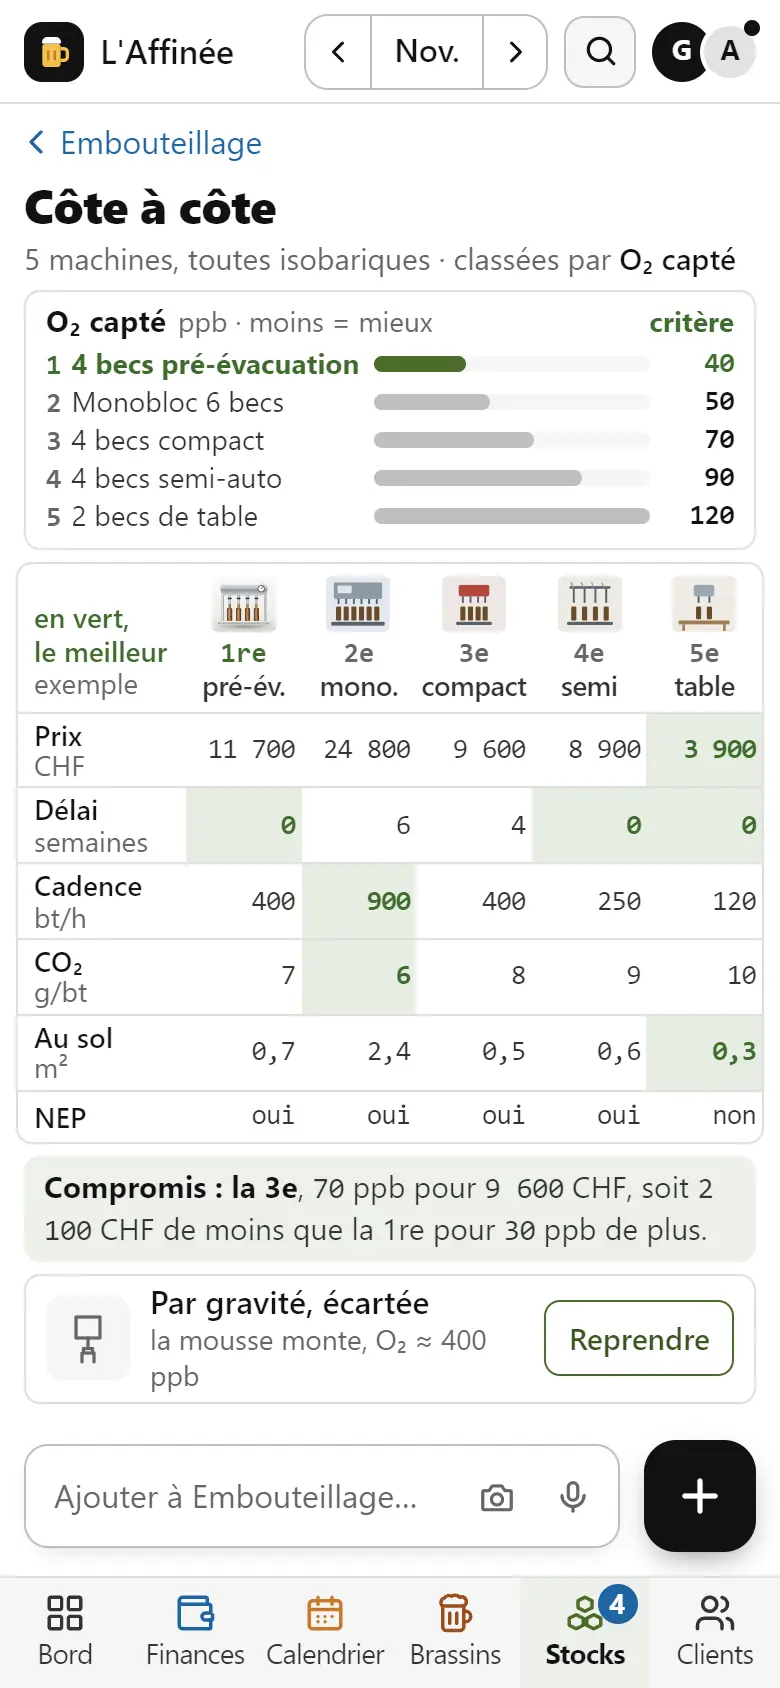 L'Affinée
Nov.
G
A
Embouteillage
Côte à côte
5 machines, toutes isobariques · classées par O₂ capté
O₂ capté ppb · moins = mieux critère
1 4 becs pré-évacuation 40
2 Monobloc 6 becs 50
3 4 becs compact 70
4 4 becs semi-auto 90
5 2 becs de table 120
en vert,
le meilleur
exemple
1re 2e 3e 4e 5e
pré-év. mono. compact semi table
Prix
CHF
11 700 24 800 9 600 8 900 3 900
Délai
semaines
0 6 4 0 0
Cadence
bt/h
400 900 400 250 120
CO₂
g/bt
7 6 8 9 10
Au sol
m²
0,7 2,4 0,5 0,6 0,3
NEP oui oui oui oui non
Compromis : la 3e, 70 ppb pour 9 600 CHF, soit 2
100 CHF de moins que la 1re pour 30 ppb de plus.
Par gravité, écartée
la mousse monte, O₂ ≈ 400
ppb
Reprendre
Ajouter à Embouteillage...
4
Bord Finances Calendrier Brassins Stocks Clients